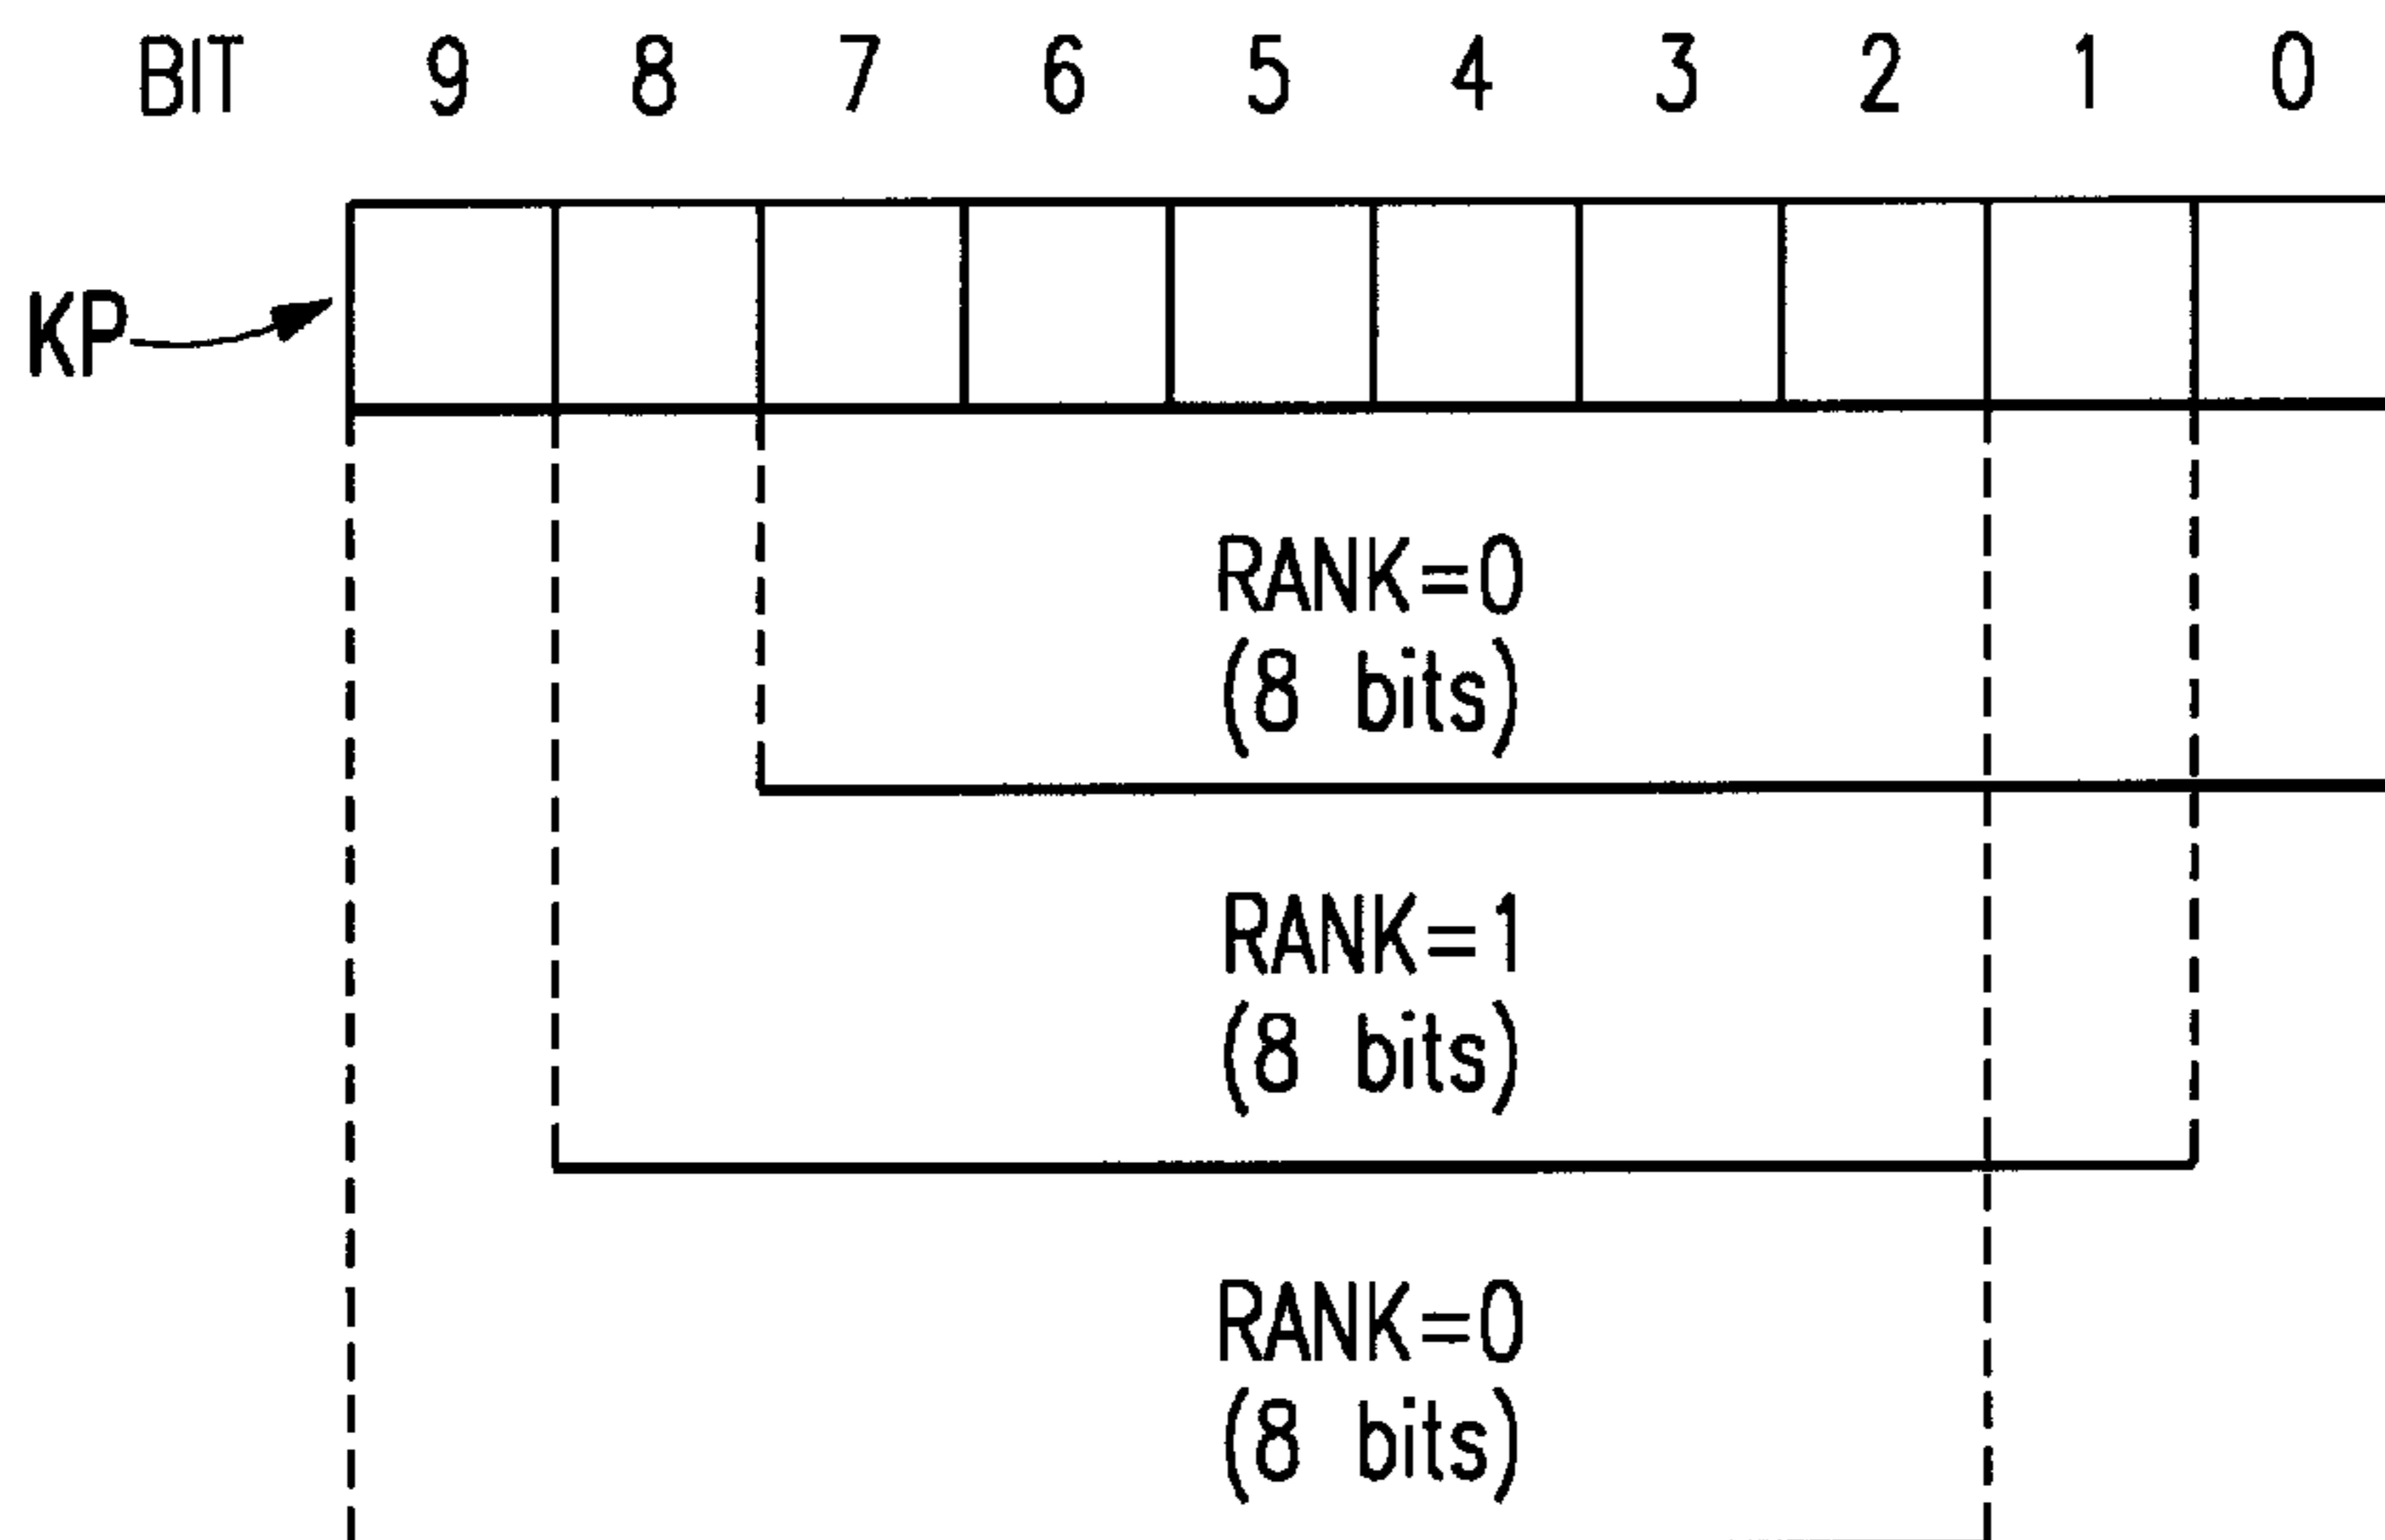 BIT 9 8 7 6 5 4 3 2 1 0
KP
RANK=0
(8 bits)
RANK=1
(8 bits)
RANK=0
(8 bits)